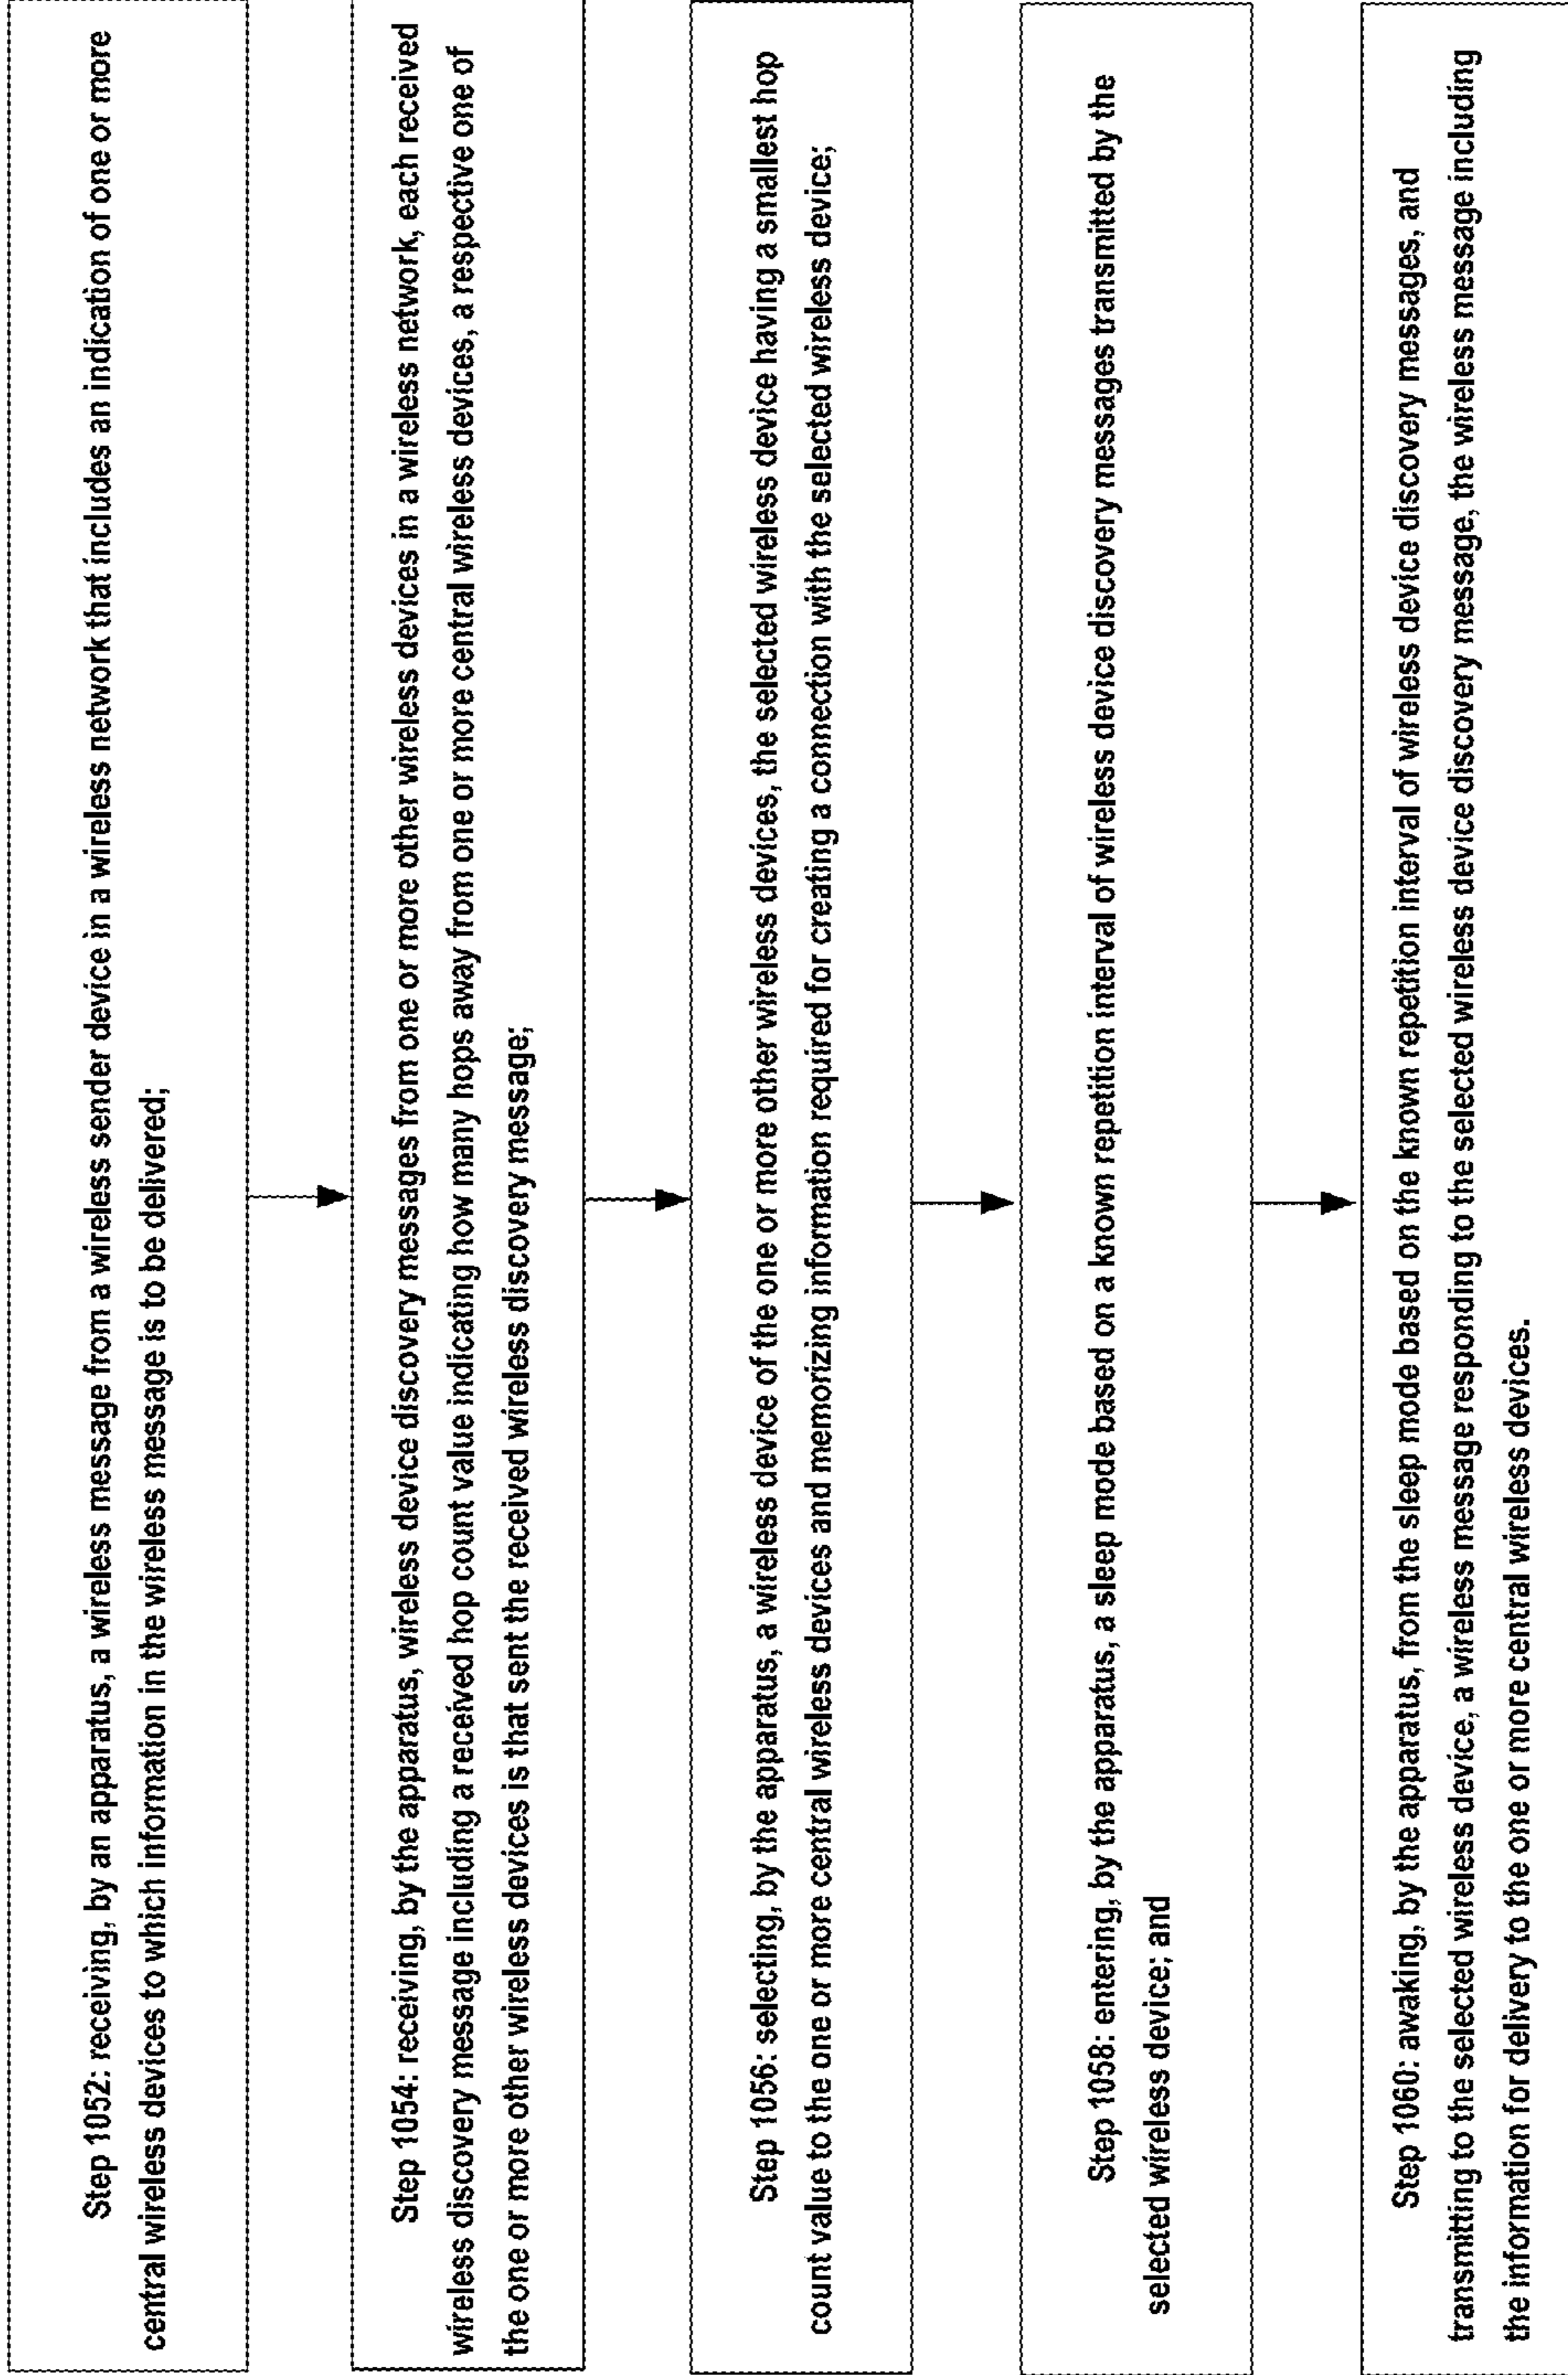 Step 1052: receiving, by an apparatus, a wireless message from a wireless sender device in a wireless network that includes an indication of one or more
central wireless devices to which information in the wireless message is to be delivered;
Step 1054: receiving, by the apparatus, wireless device discovery messages from one or more other wireless devices in a wireless network, each received
wireless discovery message including a received hop count value indicating how many hops away from one or more central wireless devices, a respective one of
the one or more other wireless devices is that sent the received wireless discovery message;
Step 1056: selecting, by the apparatus, a wireless device of the one or more other wireless devices, the selected wireless device having a smallest hop
count value to the one or more central wireless devices and memorizing information required for creating a connection with the selected wireless device;
Step 1058: entering, by the apparatus, a sleep mode based on a known repetition interval of wireless device discovery messages transmitted by the
selected wireless device; and
Step 1060: awaking, by the apparatus, from the sleep mode based on the known repetition interval of wireless device discovery messages, and
transmitting to the selected wireless device, a wireless message responding to the selected wireless device discovery message, the wireless message including
the information for delivery to the one or more central wireless devices.